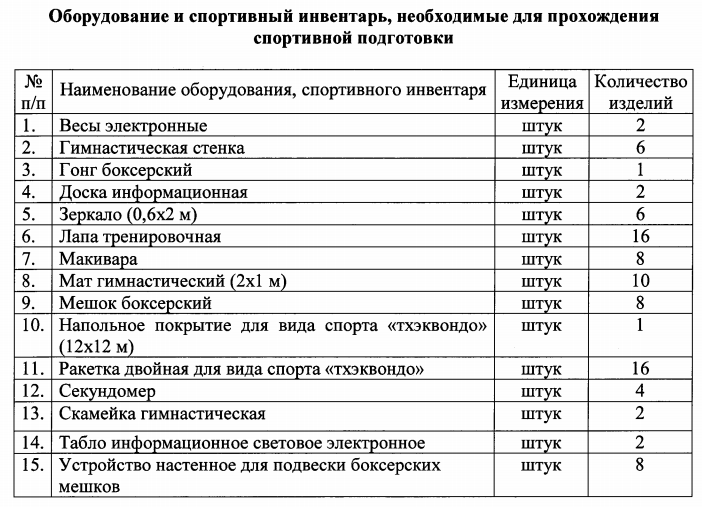 Оборудование и спортивный инвентарь, необходимые для прохождения
спортивной подготовки
№ п/п Наименование оборудования, спортивного инвентаря Единица измерения Количество изделий
1. Весы электронные штук 2
2. Гимнастическая стенка штук 6
3. Гонг боксерский штук 1
4. Доска информационная штук 2
5. Зеркало (0,6х2 м) штук 6
6. Лапа тренировочная штук 16
7. Макивара штук 8
8. Мат гимнастический (2х1 м) штук 10
9. Мешок боксерский штук 8
10. Напольное покрытие для вида спорта «тхэквондо» штук 1
(12х12 м)
11. Ракетка двойная для вида спорта «тхэквондо» штук 16
12. Секундомер штук 4
13. Скамейка гимнастическая штук 2
14. Табло информационное световое электронное штук 2
15. Устройство настенное для подвески боксерских штук 8
мешков